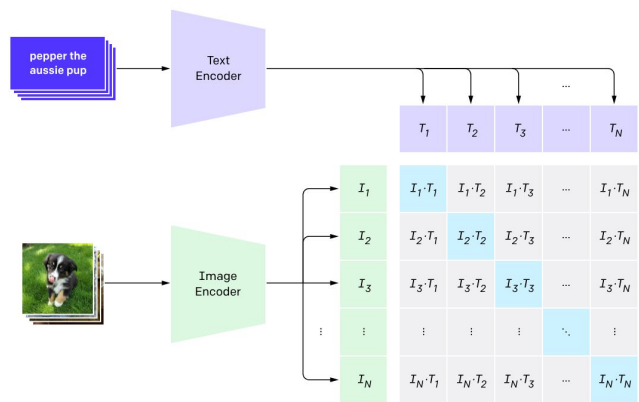 pepper the
aussie pup
Text
Encoder
...
T1 T2 T3 ... TN
I1 I1·T1 I1·T2 I1·T3 ... I1·TN
I2 I2·T1 I2·T2 I2·T3 ... I2·TN
Image
Encoder
I3 I3·T1 I3·T2 I3·T3 ... I3·TN
⋮ ⋮ ⋮ ⋮ ⋮ ⋱ ⋮
IN IN·T1 IN·T2 IN·T3 ... IN·TN